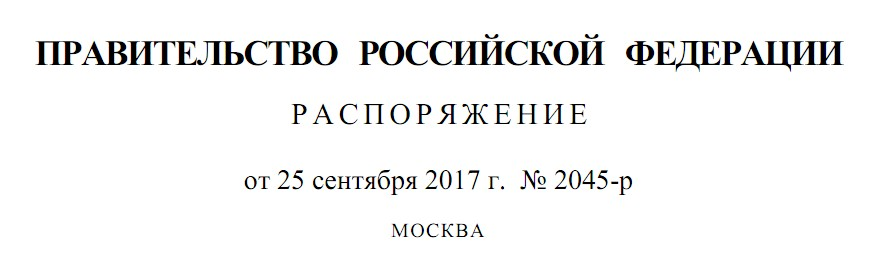 ПРАВИТЕЛЬСТВО РОССИЙСКОЙ ФЕДЕРАЦИИ
РАСПОРЯЖЕНИЕ
от 25 сентября 2017 г. № 2045-р
МОСКВА